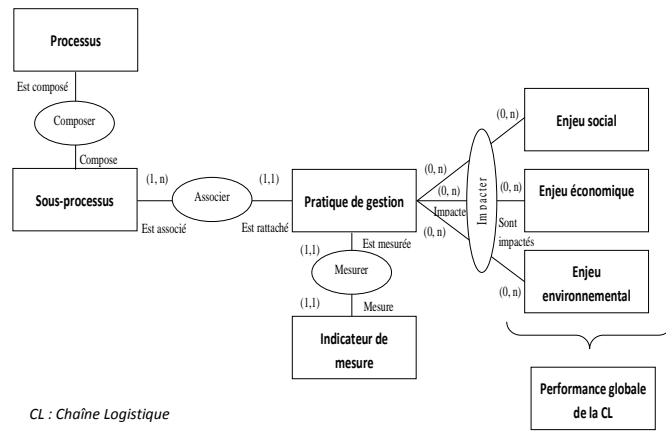 Processus
Est composé
Composer
Compose
Sous-processus
(1, n)
Est associé
Associer
(1,1)
Est rattaché
Pratique de gestion
(0, n)
(0, n)
Impacte
(0, n)
Impacter
(0, n)
Enjeu social
(0, n)
Enjeu économique
Sont
impactés
(0, n)
Enjeu
environnemental
Est mesurée
(1,1)
Mesurer
(1,1)
Mesure
Indicateur de
mesure
Performance globale
de la CL
CL : Chaîne Logistique